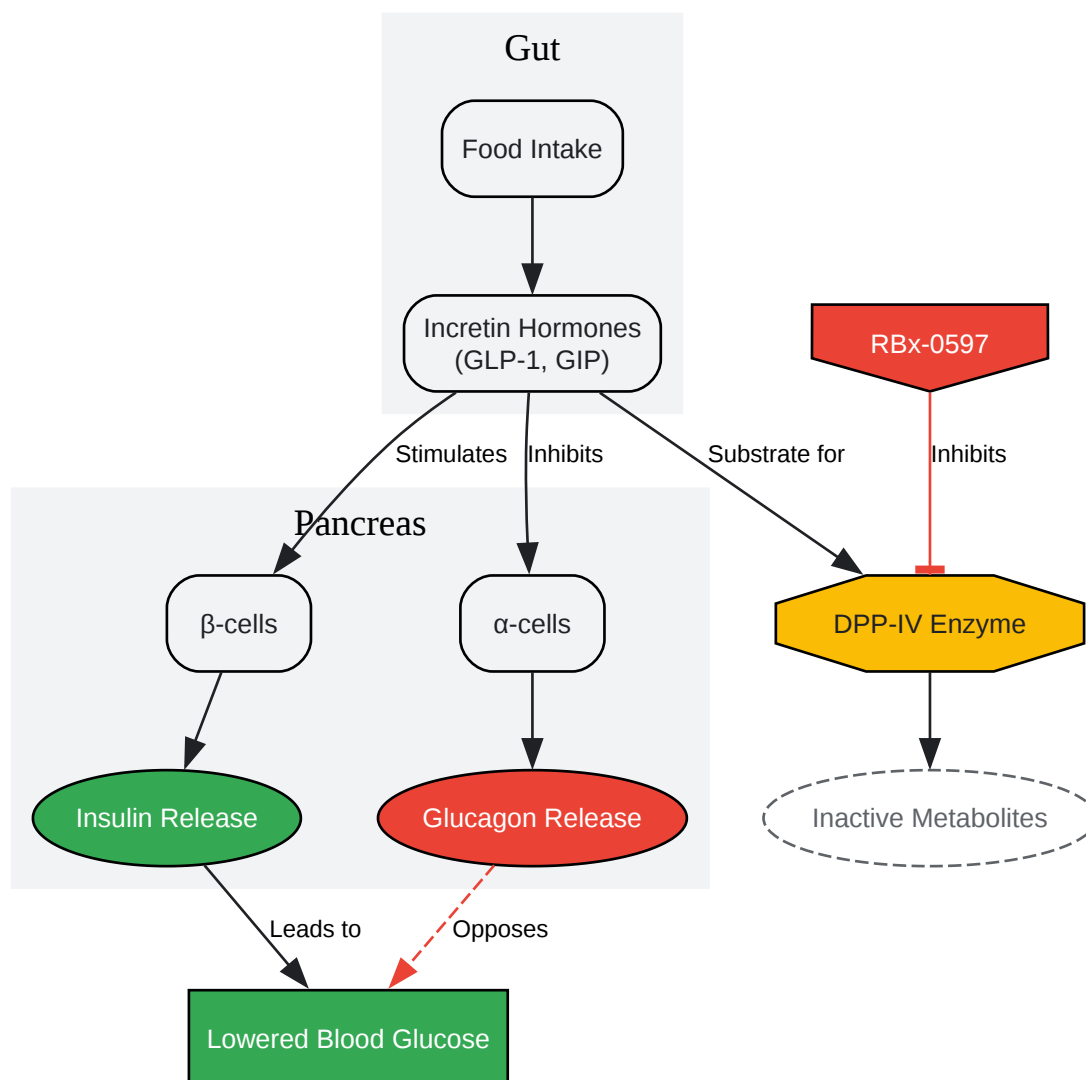 Gut
Food Intake
Incretin Hormones
(GLP-1, GIP)
RBx-0597
Stimulates
Inhibits
Substrate for
Inhibits
Pancreas
β-cells
α-cells
DPP-IV Enzyme
Insulin Release
Glucagon Release
Inactive Metabolites
Leads to
Opposes
Lowered Blood Glucose